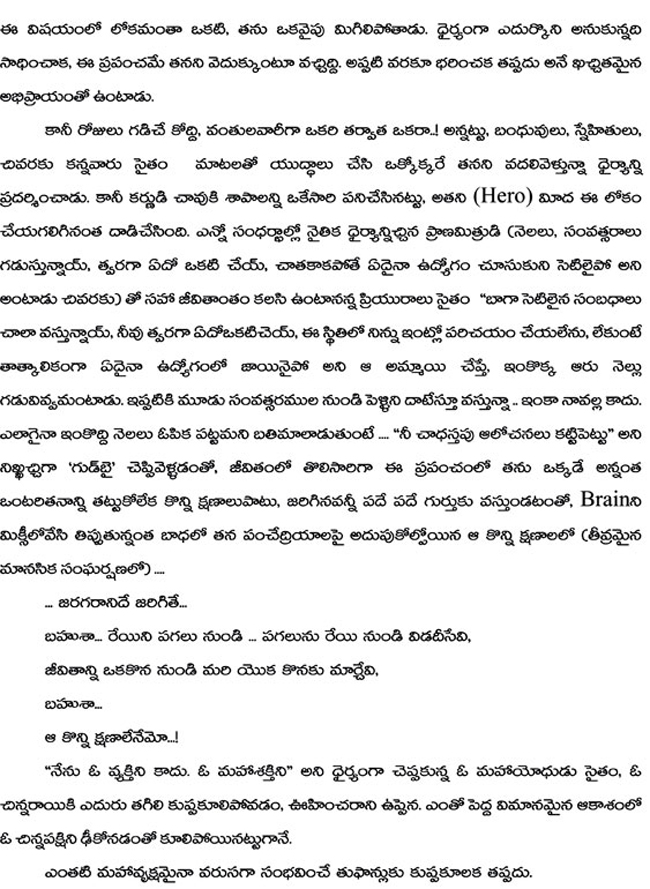 ఈ విషయంలో లోకమంతా ఒకటి, తను ఒకవైపు మిగిలిపోతాడు. ధైర్యంగా ఎదుర్కొని అనుకున్నది
సాధించాక, ఈ ప్రపంచమే తనని వెదుక్కుంటూ వచ్చిద్ది. అప్పటి వరకూ భరించక తప్పదు అనే ఖచ్చితమైన
అభిప్రాయంతో ఉంటాడు.
కానీ రోజులు గడిచే కోద్ది, వంతులవారీగా ఒకరి తర్వాత ఒకరా..! అన్నట్టు, బంధువులు, స్నేహితులు,
చివరకు కన్నవారు సైతం మాటలతో యుద్ధాలు చేసి ఒక్కోక్కరే తనని వదలివెళ్తున్నా ధైర్యాన్ని
ప్రదర్శించాడు. కానీ కర్ణుడి చావుకి శాపాలన్ని ఒకేసారి పనిచేసినట్టు, అతని (Hero) మీద ఈ లోకం
చేయగలిగినంత దాడిచేసింది. ఎన్నో సంధర్భాల్లో నైతిక ధైర్యాన్నిచ్చిన ప్రాణమిత్రుడి (నెలలు, సంవత్సరాలు
గడుస్తున్నాయ్, త్వరగా ఏదో ఒకటి చేయ్, చాతకాకపోతే ఏదైనా ఉద్యోగం చూసుకుని సెటిలైపో అని
అంటాడు చివరకు) తో సహా జీవితాంతం కలసి ఉంటానన్న ప్రియురాలు సైతం “బాగా సెటిలైన సంబధాలు
చాలా వస్తున్నాయ్, నీవు త్వరగా ఏదోఒకటిచెయ్, ఈ స్థితిలో నిన్ను ఇంట్లో పరిచయం చేయలేను, లేకుంటే
తాత్కాలికంగా ఏదైనా ఉద్యోగంలో జాయినైపో అని ఆ అమ్మాయి చేప్తే, ఇంకొక్క ఆరు నెల్లు
గడువివ్వమంటాడు. ఇప్పటికి మూడు సంవత్సరముల నుండి పెళ్ళిని దాటేస్తూ వస్తున్నా .. ఇంకా నావల్ల కాదు.
ఎలాగైనా ఇంకొద్ది నెలలు ఓపిక పట్టమని బతిమాలాడుతుంటే .... “నీ చాధస్తపు ఆలోచనలు కట్టిపెట్టు” అని
నిఖ్ఖచ్చిగా ‘గుడ్‌బై’ చెప్పివెళ్ళడంతో, జీవితంలో తొలిసారిగా ఈ ప్రపంచంలో తను ఒక్కడే అన్నంత
ఒంటరితనాన్ని తట్టుకోలేక కొన్ని క్షణాలుపాటు, జరిగినవన్నీ పదే పదే గుర్తుకు వస్తుండటంతో, Brainని
మిక్సీలోవేసి తిప్పుతున్నంత బాధలో తన పంచేద్రియాలపై అదుపుకోల్పోయిన ఆ కొన్ని క్షణాలలో (తీవ్రమైన
మానసిక సంఘర్షణలో) ....
... జరగరానిదే జరిగితే...
బహుశా... రేయిని పగలు నుండి ... పగలును రేయి నుండి విడదీసేవి,
జీవితాన్ని ఒకకొన నుండి మరి యొక కొనకు మార్చేవి,
బహుశా...
ఆ కొన్ని క్షణాలేనేమో...!
“నేను ఓ వ్యక్తిని కాదు. ఓ మహాశక్తిని” అని ధైర్యంగా చెప్పకున్న ఓ మహాయోధుడు సైతం, ఓ
చిన్నరాయికి ఎదురు తగిలి కుప్పకూలిపోవడం, ఊహించరాని ఉప్పెన. ఎంతో పెద్ద విమానమైన ఆకాశంలో
ఓ చిన్నపక్షిని ఢీకోనడంతో కూలిపోయినట్టుగానే.
ఎంతటి మహావృక్షమైనా వరుసగా సంభవించే తుఫాన్లుకు కుప్పకూలక తప్పదు.